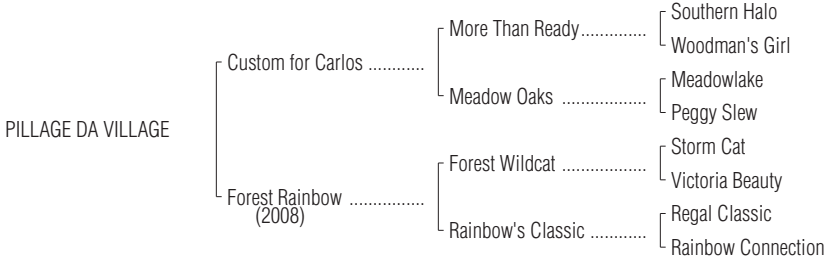 Southern Halo
More Than Ready..............
Woodman's Girl
Custom for Carlos ............
Meadowlake
Meadow Oaks ..................
Peggy Slew
PILLAGE DA VILLAGE
Storm Cat
Forest Wildcat ..................
Victoria Beauty
Forest Rainbow ................
(2008)
Regal Classic
Rainbow's Classic ............
Rainbow Connection